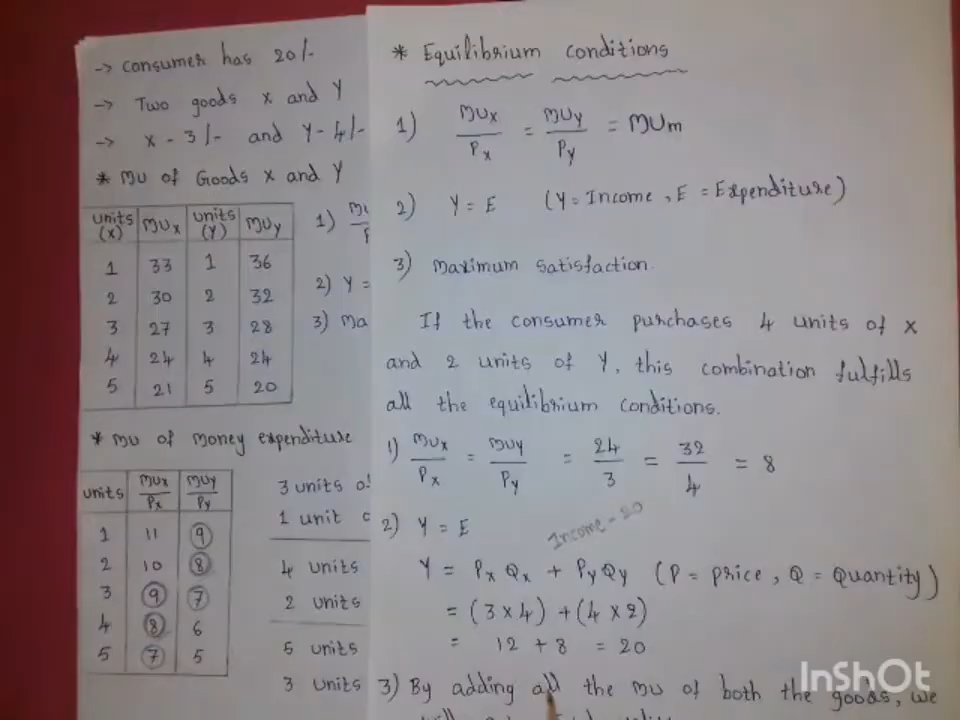 -> Consumer has 20/-
-> Two goods X and Y
-> X - 3/- and Y - 4/-
* MU of Goods X and Y
units (X) MUx units (Y) MUy
1 33 1 36
2 30 2 32
3 27 3 28
4 24 4 24
5 21 5 20
1)
2) Y =
3) Ma
* MU of Money expenditure
units MUx/Px MUy/Py
1 11 9
2 10 8
3 9 7
4 8 6
5 7 5
3 units of
1 unit
4 units
2 units
5 units
3 units
* Equilibrium conditions
1) MUx/Px = MUy/Py = MUm
2) Y = E (Y = Income, E = Expenditure)
3) Maximum satisfaction.
If the consumer purchases 4 units of X
and 2 units of Y, this combination fulfills
all the equilibrium conditions.
1) MUx/Px = MUy/Py = 24/3 = 32/4 = 8
2) Y = E
Income - 20
Y = PxQx + PyQy (P = price, Q = Quantity)
= (3 x 4) + (4 x 2)
= 12 + 8 = 20
3) By adding all the MU of both the goods, we
InShOt